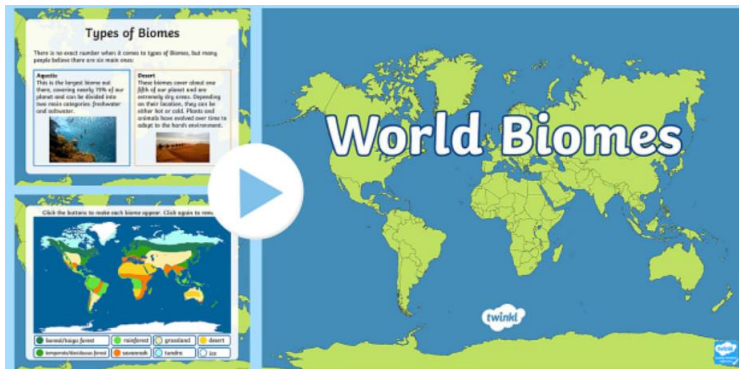 Types of Biomes
There is no exact number when it comes to types of Biomes, but many
people believe there are six main ones:
Aquatic
This is the largest biome out
there, covering nearly 75% of our
planet and can be divided into
two main categories: freshwater
and saltwater.
Desert
These biomes cover about one
fifth of our planet and are
extremely dry areas. Depending
on their location, they can be
either hot or cold. Plants and
animals have evolved over time to
adapt to the harsh environment.
Click the buttons to make each biome appear. Click again to
boreal/taiga forest
rainforest
grassland
desert
temperate/deciduous forest
savannah
tundra
ice
World Biomes
twinkl
twinkl